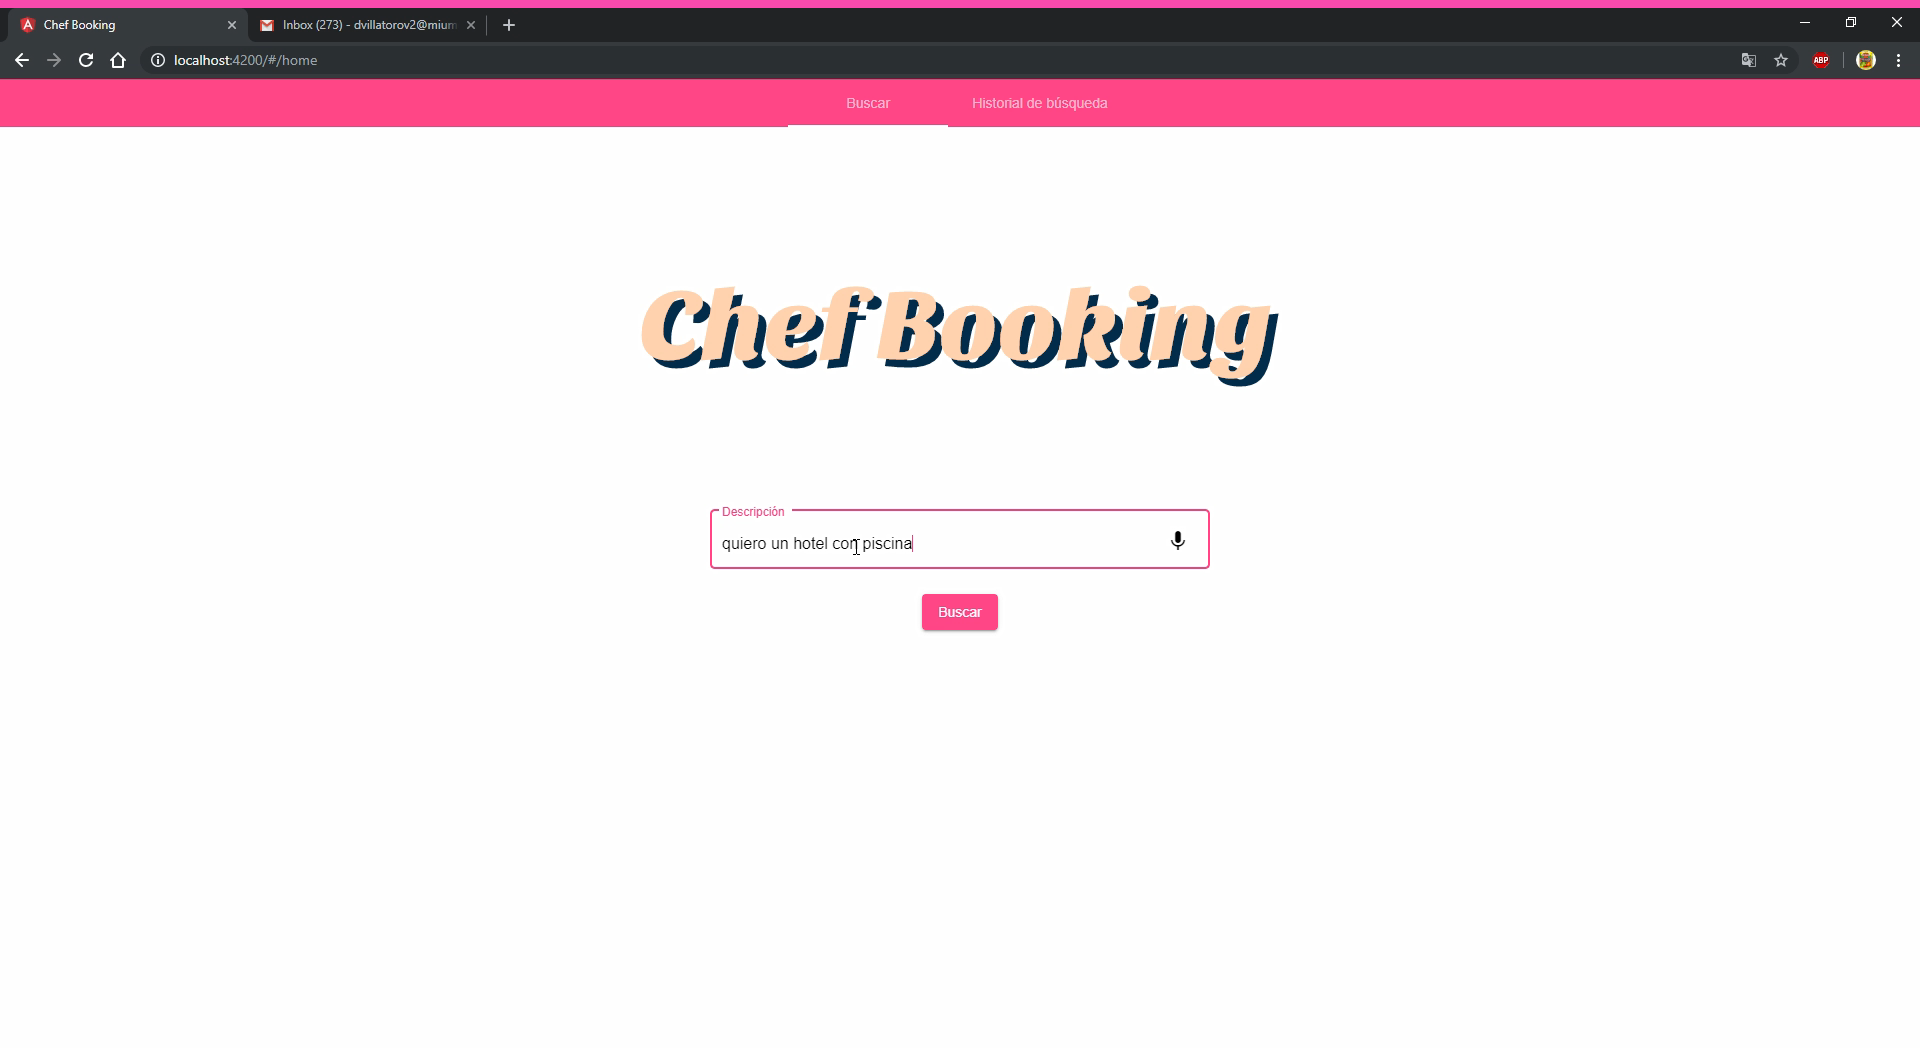 Chef Booking
Inbox (273) - dvillatorov2@mium
localhost:4200/#/home
ABP
Buscar
Historial de búsqueda
Chef Booking
Descripción
quiero un hotel con piscina
Buscar